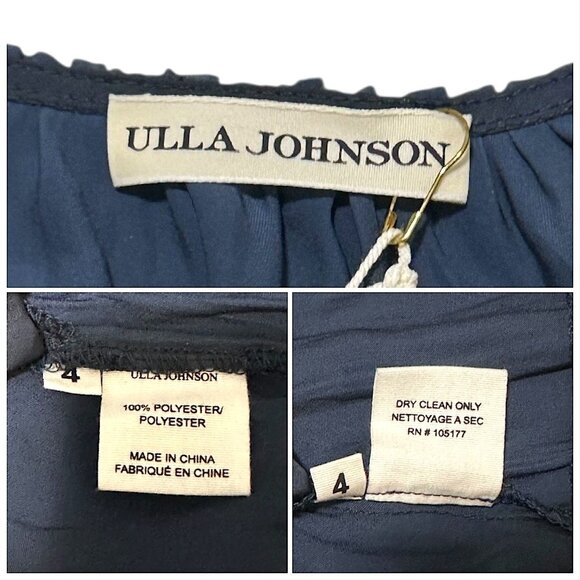 ULLA JOHNSON
4
ULLA JOHNSON
100% POLYESTER/
POLYESTER
MADE IN CHINA
FABRIQUÉ EN CHINE
DRY CLEAN ONLY
NETTOYAGE A SEC
RN # 105177
4